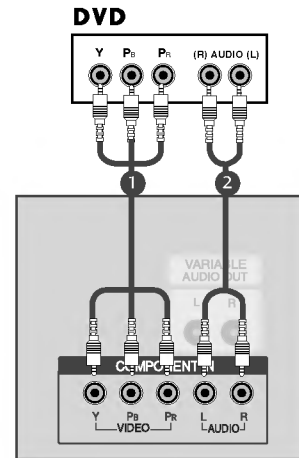 DVD
Y PB PR (R) AUDIO (L)
1 2
VARIABLE
AUDIO OUT
L R
COMPONENT IN
Y PB PR L R
VIDEO AUDIO